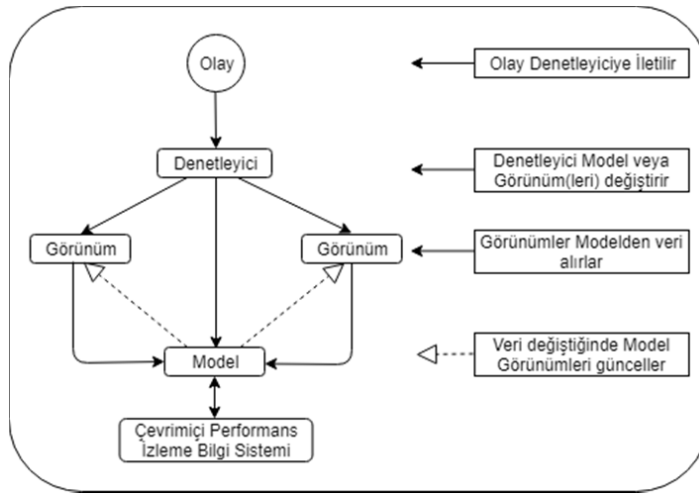 Olay
Olay Denetleyiciye İletilir
Denetleyici
Denetleyici Model veya
Görünüm(leri) değiştirir
Görünüm
Görünüm
Görünümler Modelden veri
alırlar
Model
Veri değiştiğinde Model
Görünümleri günceller
Çevrimiçi Performans
İzleme Bilgi Sistemi